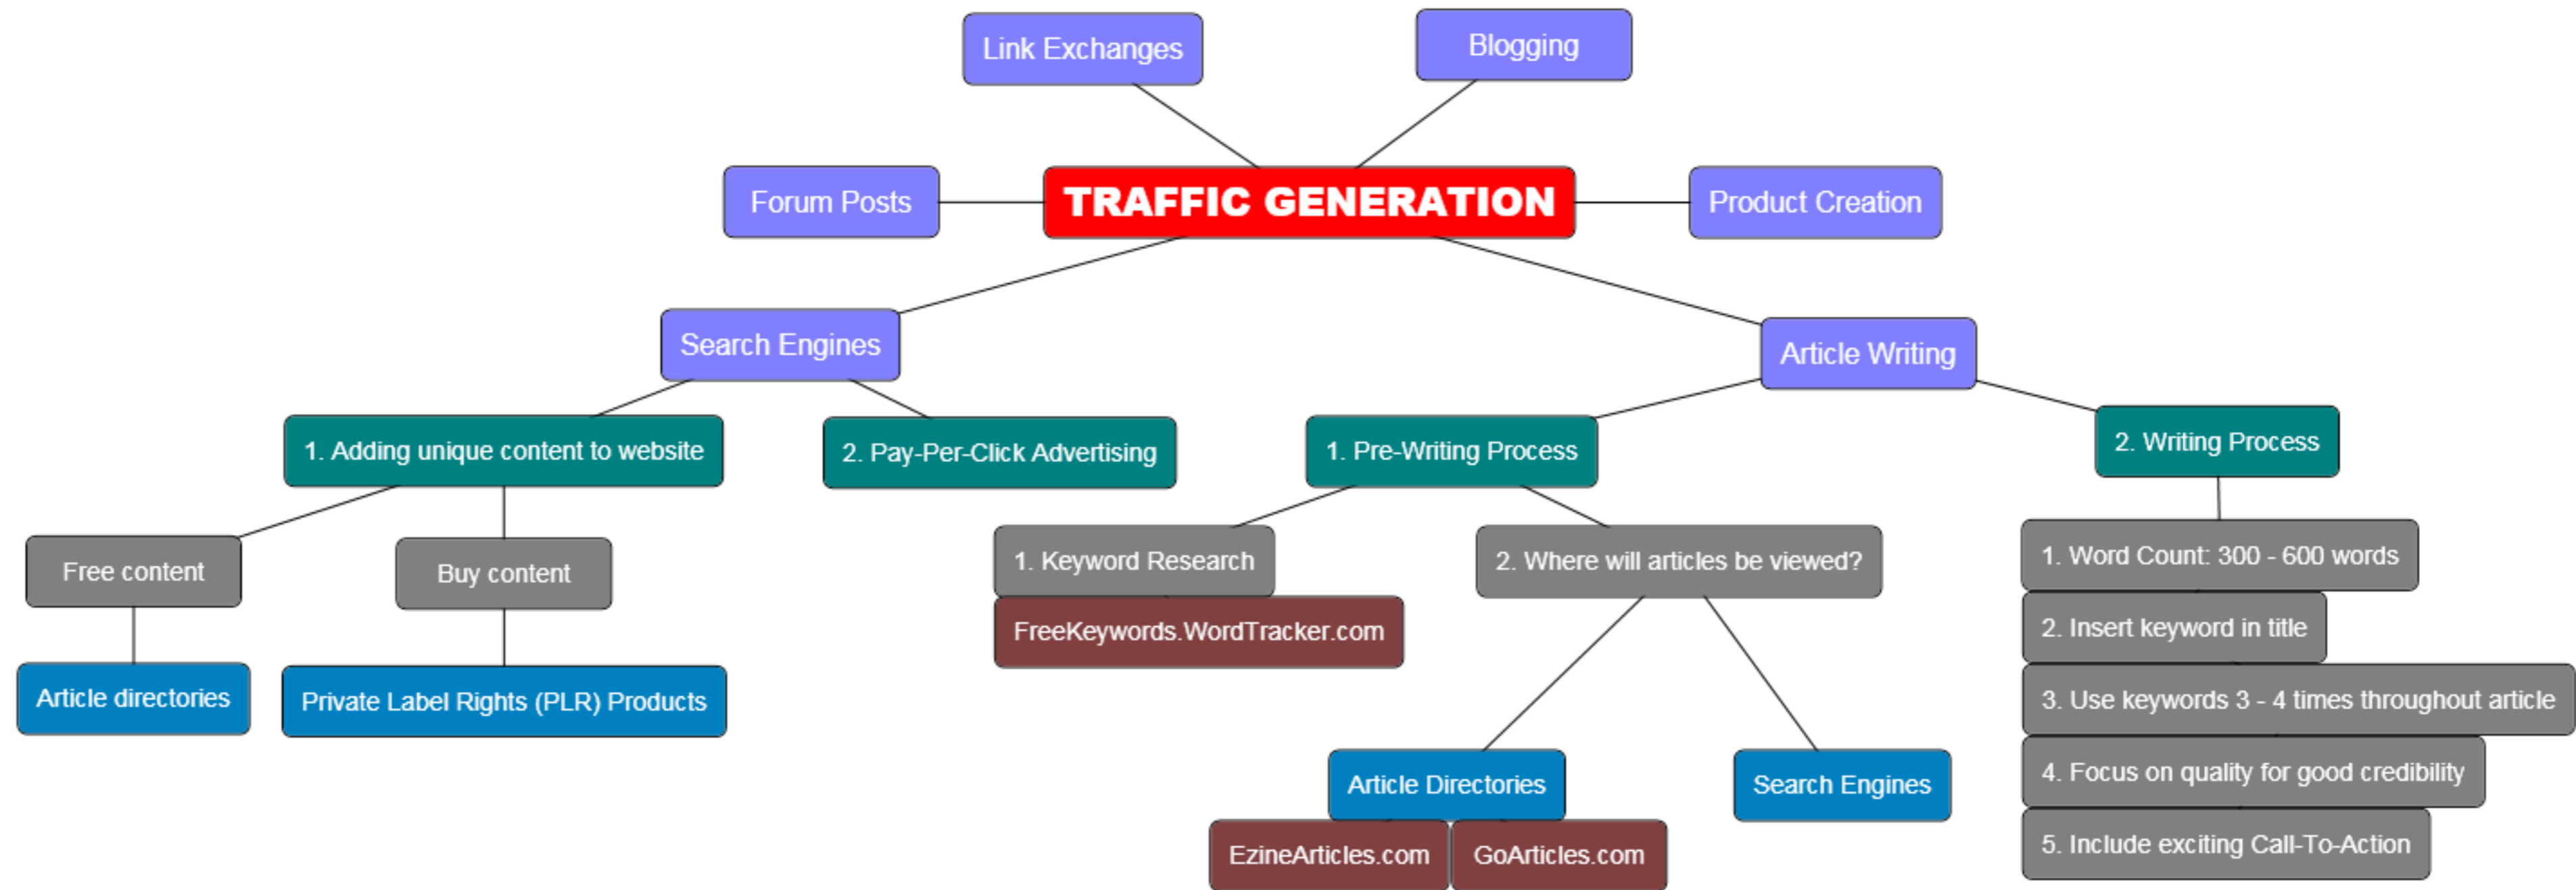 Link Exchanges
Blogging
Forum Posts
TRAFFIC GENERATION
Product Creation
Search Engines
Article Writing
1. Adding unique content to website
2. Pay-Per-Click Advertising
1. Pre-Writing Process
2. Writing Process
Free content
Buy content
1. Keyword Research
2. Where will articles be viewed?
1. Word Count: 300 - 600 words
FreeKeywords.WordTracker.com
2. Insert keyword in title
Article directories
Private Label Rights (PLR) Products
3. Use keywords 3 - 4 times throughout article
Article Directories
Search Engines
4. Focus on quality for good credibility
EzineArticles.com
GoArticles.com
5. Include exciting Call-To-Action